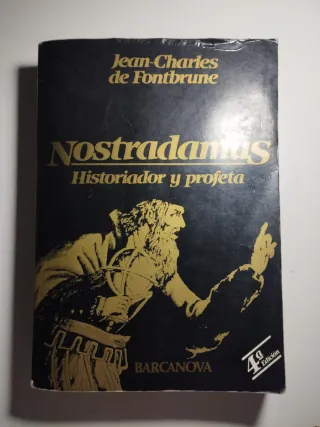 Jean-Charles
de Fontbrune
Nostradamus
Historiador y profeta
BARCANOVA
4ª
Edición